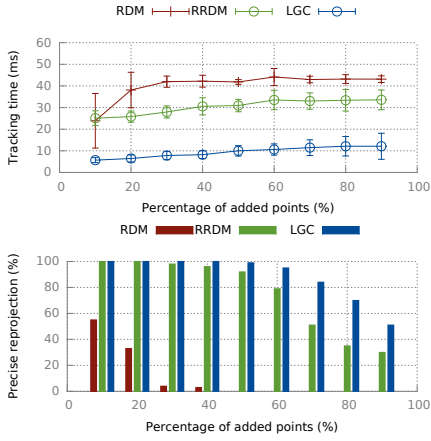 RDM RRDM LGC
60
50
40
30
20
10
0
0 20 40 60 80 100
Tracking time (ms)
Percentage of added points (%)
RDM RRDM LGC
100
80
60
40
20
0
0 20 40 60 80 100
Precise reprojection (%)
Percentage of added points (%)